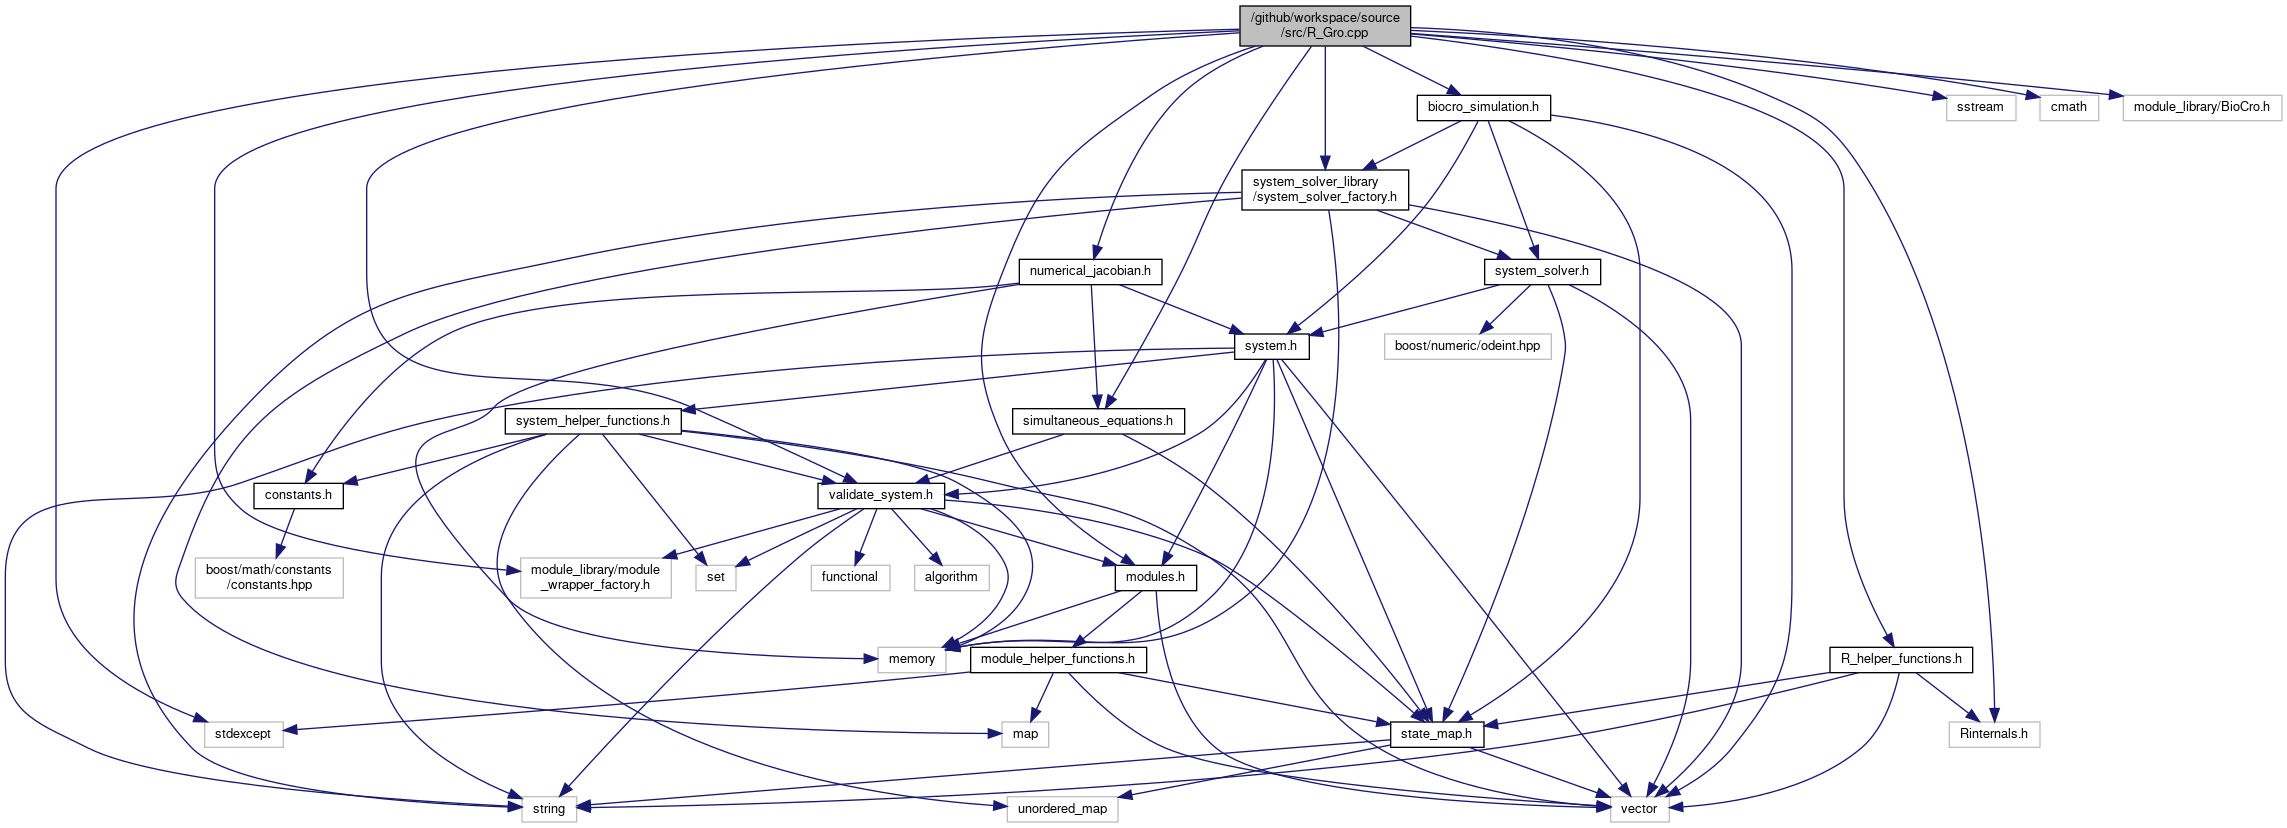 /github/workspace/source
/src/R_Gro.cpp
biocro_simulation.h
sstream
cmath
module_library/BioCro.h
system_solver_library
/system_solver_factory.h
numerical_jacobian.h
system_solver.h
system.h
boost/numeric/odeint.hpp
system_helper_functions.h
simultaneous_equations.h
constants.h
validate_system.h
boost/math/constants
/constants.hpp
module_library/module
_wrapper_factory.h
set
functional
algorithm
modules.h
memory
module_helper_functions.h
R_helper_functions.h
stdexcept
map
state_map.h
Rinternals.h
string
unordered_map
vector